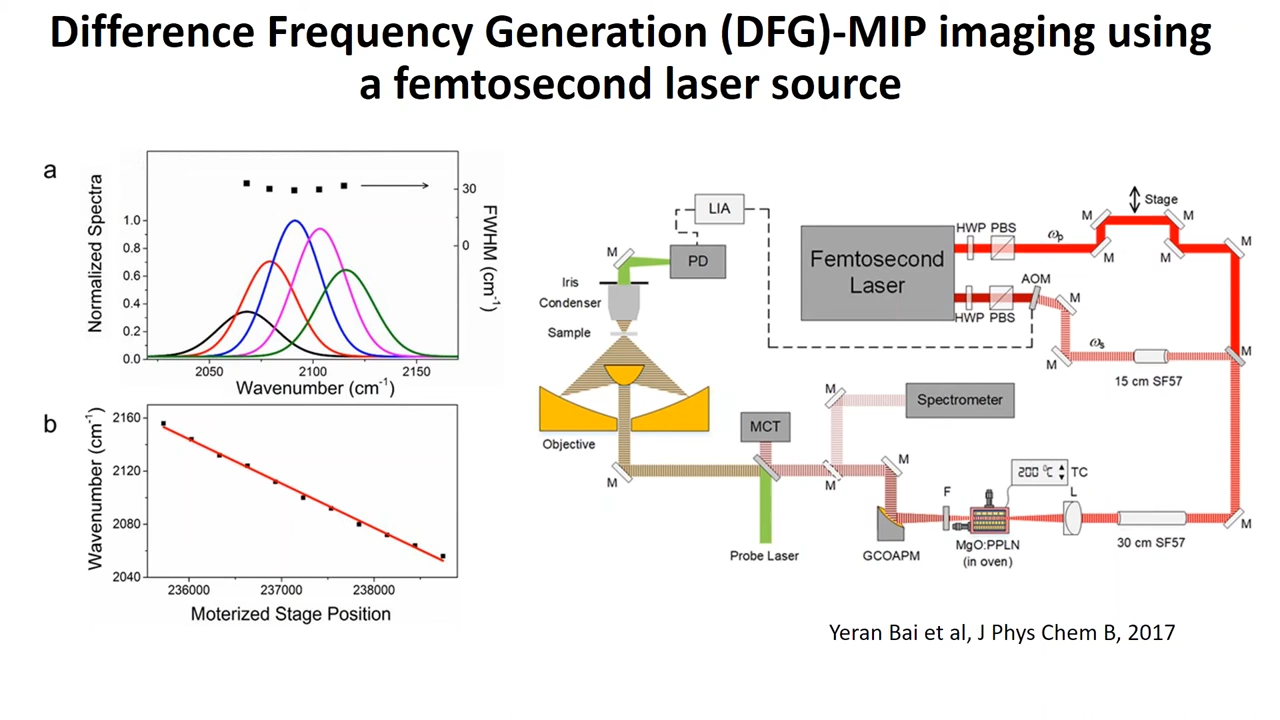 Difference Frequency Generation (DFG)-MIP imaging using
a femtosecond laser source
a
Normalized Spectra
1.0
0.8
0.6
0.4
0.2
0.0
30
0
FWHM (cm⁻¹)
2050
2100
2150
Wavenumber (cm⁻¹)
b
Wavenumber (cm⁻¹)
2160
2120
2080
2040
236000
237000
238000
Moterized Stage Position
LIA
M
PD
Iris
Condenser
Sample
Objective
M
Femtosecond
Laser
HWP
PBS
ωp
M
M
Stage
M
M
M
HWP
PBS
AOM
M
M
ωs
15 cm SF57
M
MCT
M
Spectrometer
M
M
Probe Laser
GCOAPM
F
200 °C
TC
MgO:PPLN
(in oven)
L
30 cm SF57
M
Yeran Bai et al, J Phys Chem B, 2017